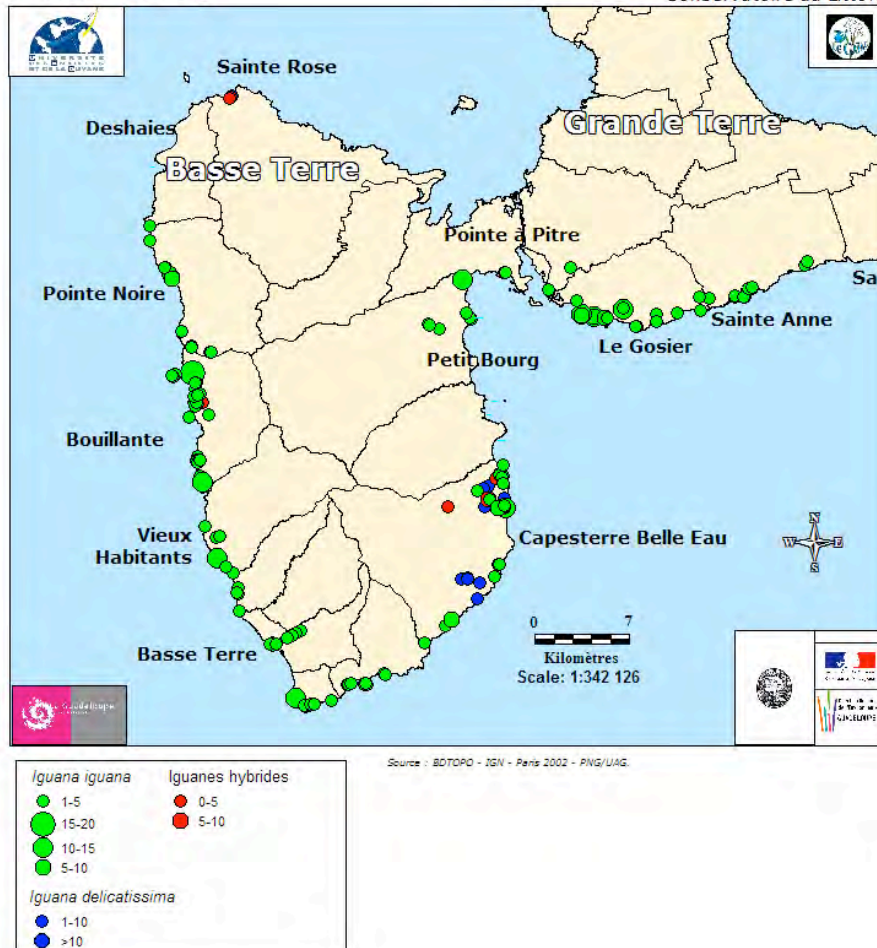 Sainte Rose
Deshaies
Basse Terre
Grande Terre
Pointe à Pitre
Pointe Noire
Sa
Sainte Anne
Le Gosier
Petit Bourg
Bouillante
Vieux
Habitants
Capesterre Belle Eau
N
W E
S
0 7
Kilomètres
Scale: 1:342 126
Basse Terre
Source : BDTOPO - IGN - Paris 2002 - PNG/UAG.
Iguana iguana
1-5
15-20
10-15
5-10
Iguanes hybrides
0-5
5-10
Iguana delicatissima
1-10
>10